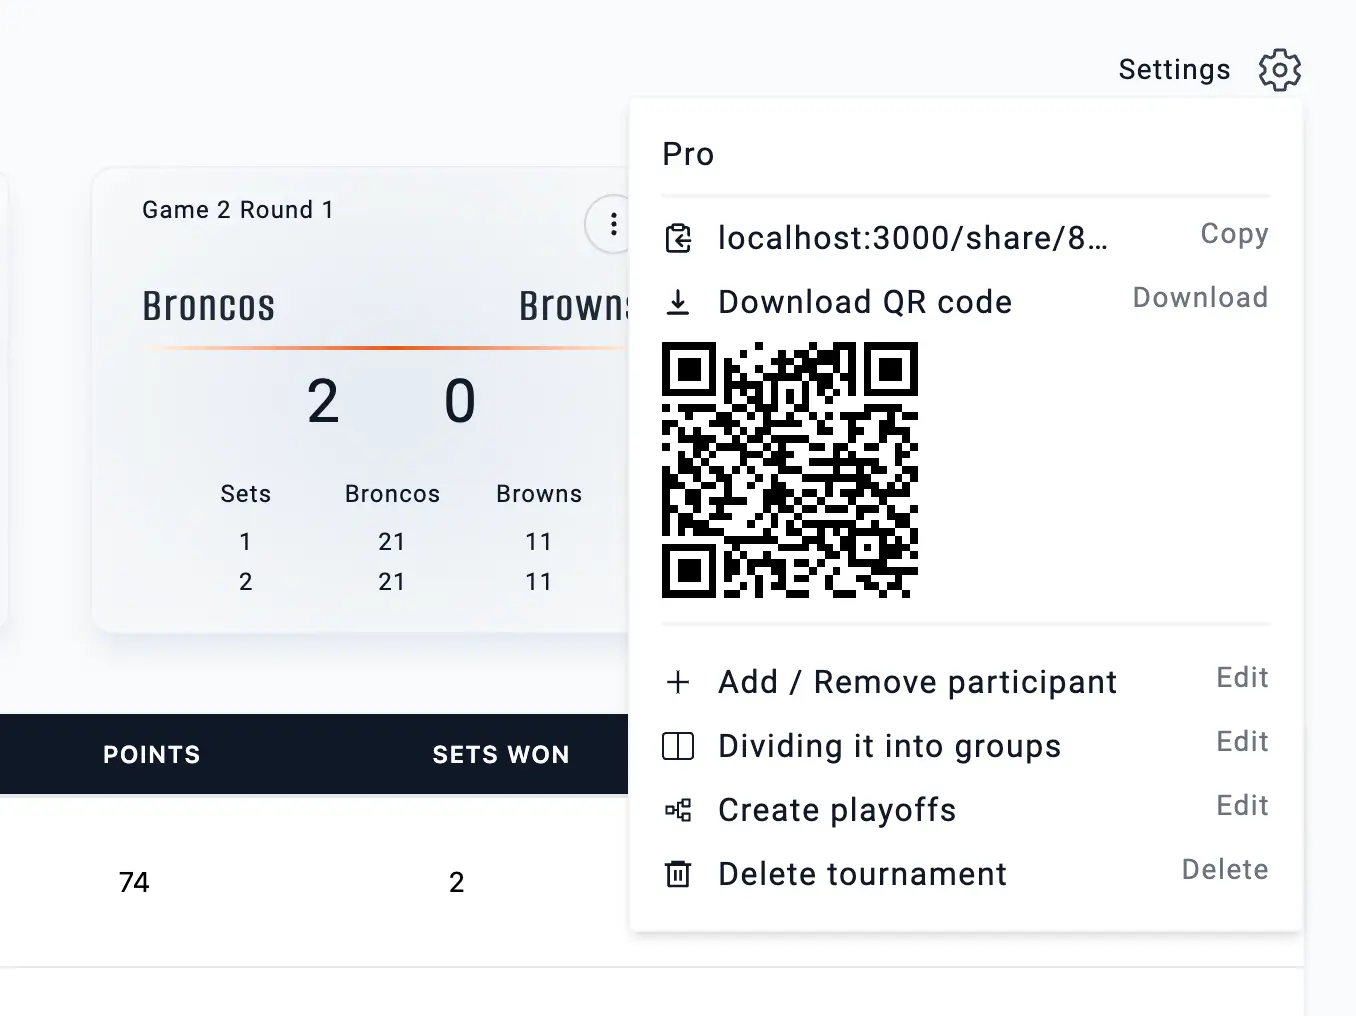 Settings
Game 2 Round 1
Broncos Browns
2 0
Sets Broncos Browns
1 21 11
2 21 11
POINTS SETS WON
74 2
Pro
localhost:3000/share/8... Copy
Download QR code Download
Add / Remove participant Edit
Dividing it into groups Edit
Create playoffs Edit
Delete tournament Delete